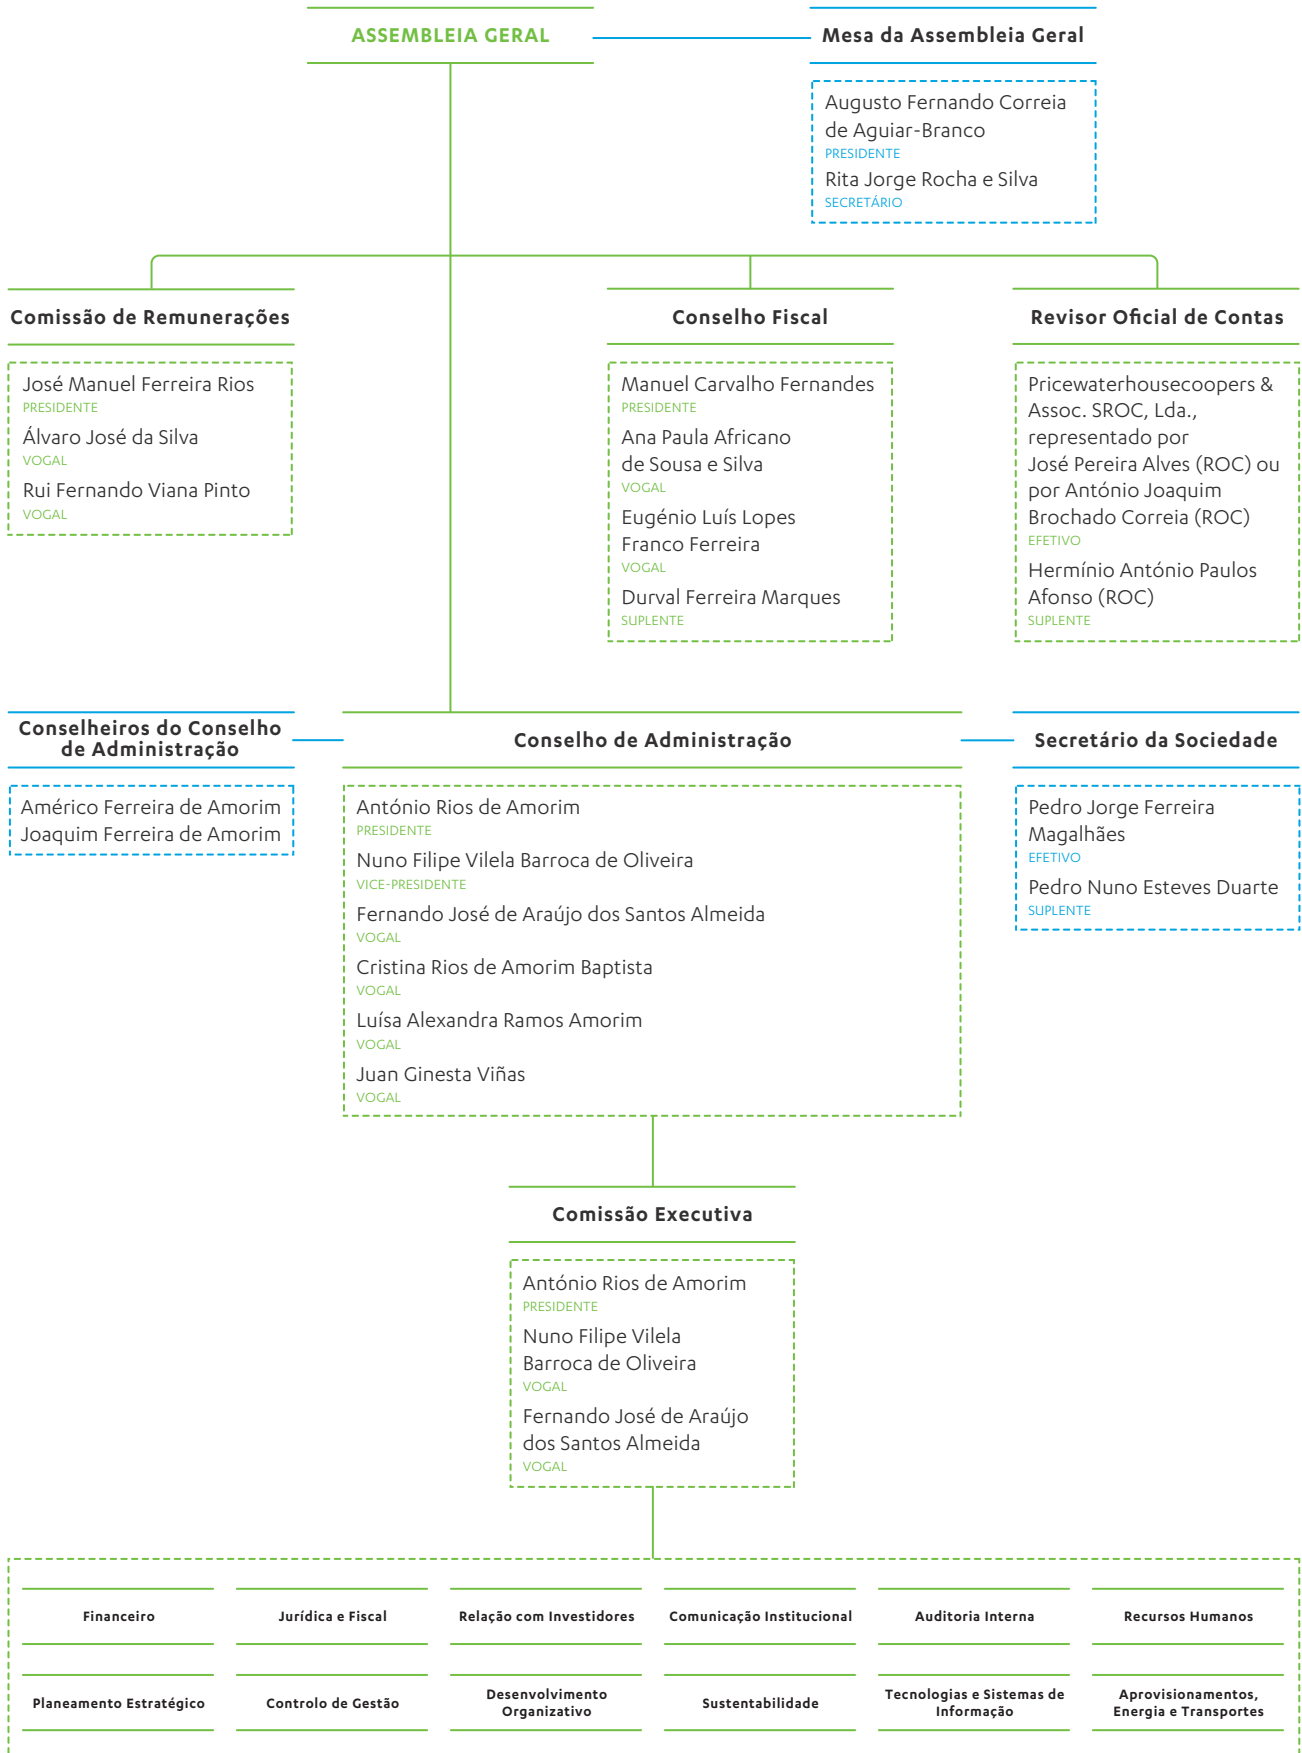 ASSEMBLEIA GERAL
Mesa da Assembleia Geral
Augusto Fernando Correia
de Aguiar-Branco
PRESIDENTE
Rita Jorge Rocha e Silva
SECRETÁRIO
Comissão de Remunerações
José Manuel Ferreira Rios
PRESIDENTE
Álvaro José da Silva
VOGAL
Rui Fernando Viana Pinto
VOGAL
Conselho Fiscal
Manuel Carvalho Fernandes
PRESIDENTE
Ana Paula Africano
de Sousa e Silva
VOGAL
Eugénio Luís Lopes
Franco Ferreira
VOGAL
Durval Ferreira Marques
SUPLENTE
Revisor Oficial de Contas
Pricewaterhousecoopers &
Assoc. SROC, Lda.,
representado por
José Pereira Alves (ROC) ou
por António Joaquim
Brochado Correia (ROC)
EFETIVO
Hermínio António Paulos
Afonso (ROC)
SUPLENTE
Conselheiros do Conselho
de Administração
Américo Ferreira de Amorim
Joaquim Ferreira de Amorim
Conselho de Administração
António Rios de Amorim
PRESIDENTE
Nuno Filipe Vilela Barroca de Oliveira
VICE-PRESIDENTE
Fernando José de Araújo dos Santos Almeida
VOGAL
Cristina Rios de Amorim Baptista
VOGAL
Luísa Alexandra Ramos Amorim
VOGAL
Juan Ginesta Viñas
VOGAL
Secretário da Sociedade
Pedro Jorge Ferreira
Magalhães
EFETIVO
Pedro Nuno Esteves Duarte
SUPLENTE
Comissão Executiva
António Rios de Amorim
PRESIDENTE
Nuno Filipe Vilela
Barroca de Oliveira
VOGAL
Fernando José de Araújo
dos Santos Almeida
VOGAL
Financeiro
Jurídica e Fiscal
Relação com Investidores
Comunicação Institucional
Auditoria Interna
Recursos Humanos
Planeamento Estratégico
Controlo de Gestão
Desenvolvimento
Organizativo
Sustentabilidade
Tecnologias e Sistemas de
Informação
Aprovisionamentos,
Energia e Transportes